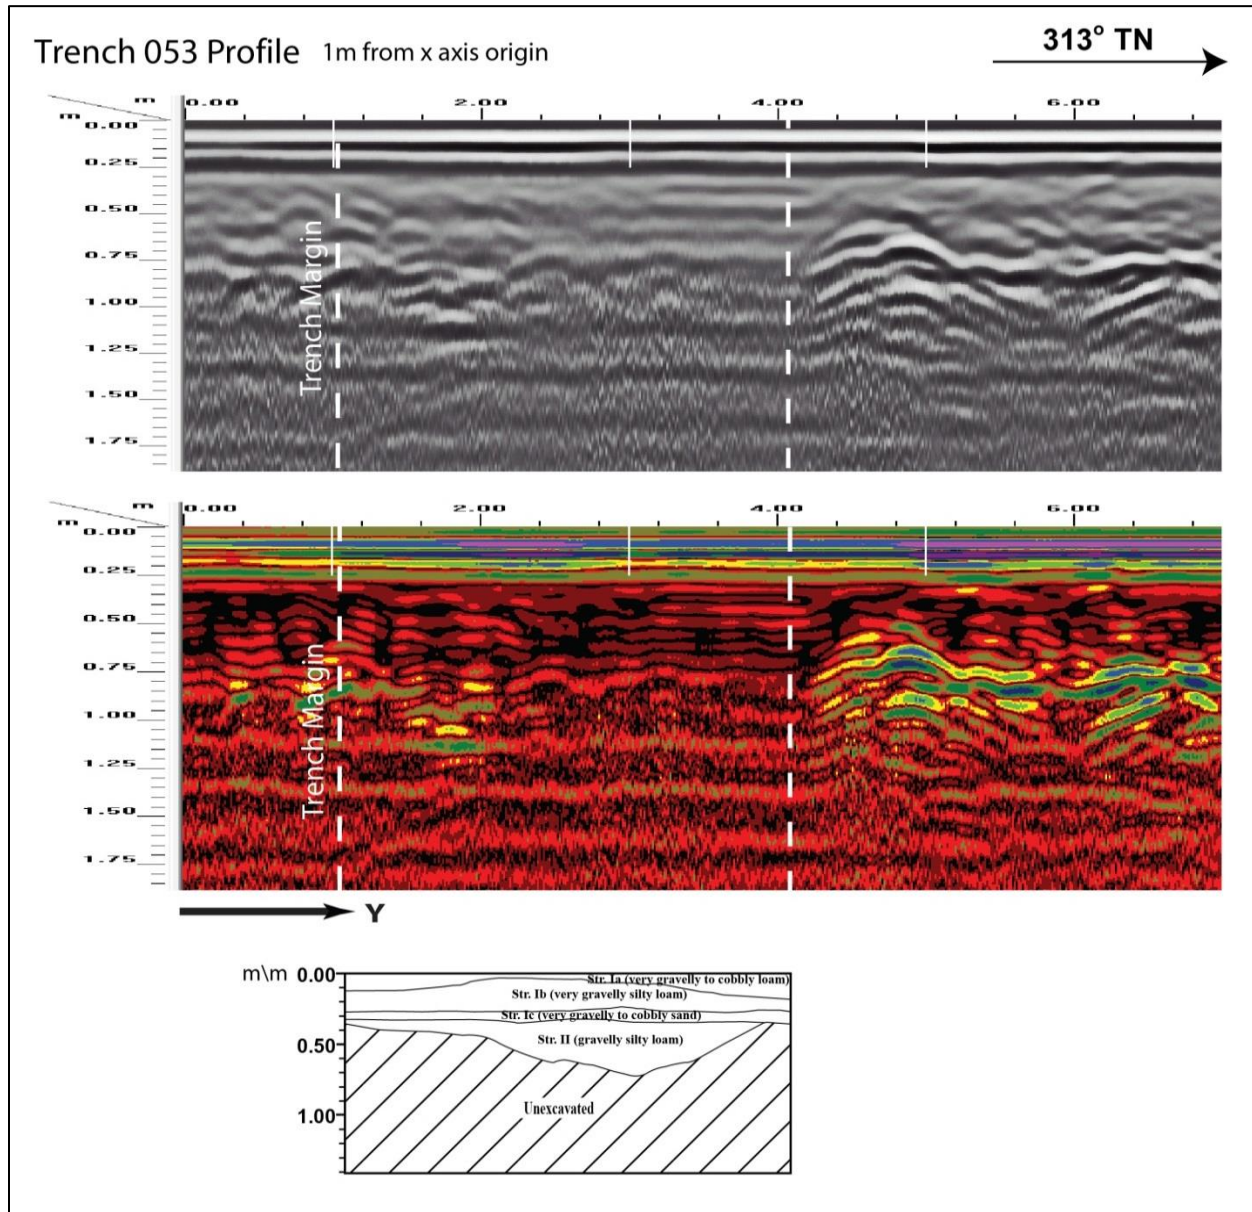 Trench 053 Profile 1m from x axis origin
313° TN
m 0.00 2.00 4.00 6.00
m
0.00
0.25
0.50
0.75
1.00
1.25
1.50
1.75
Trench Margin
m 0.00 2.00 4.00 6.00
m
0.00
0.25
0.50
0.75
1.00
1.25
1.50
1.75
Trench Margin
Y
m\m 0.00
0.50
1.00
Str. Ia (very gravelly to cobbly loam)
Str. Ib (very gravelly silty loam)
Str. Ic (very gravelly to cobbly sand)
Str. II (gravelly silty loam)
Unexcavated